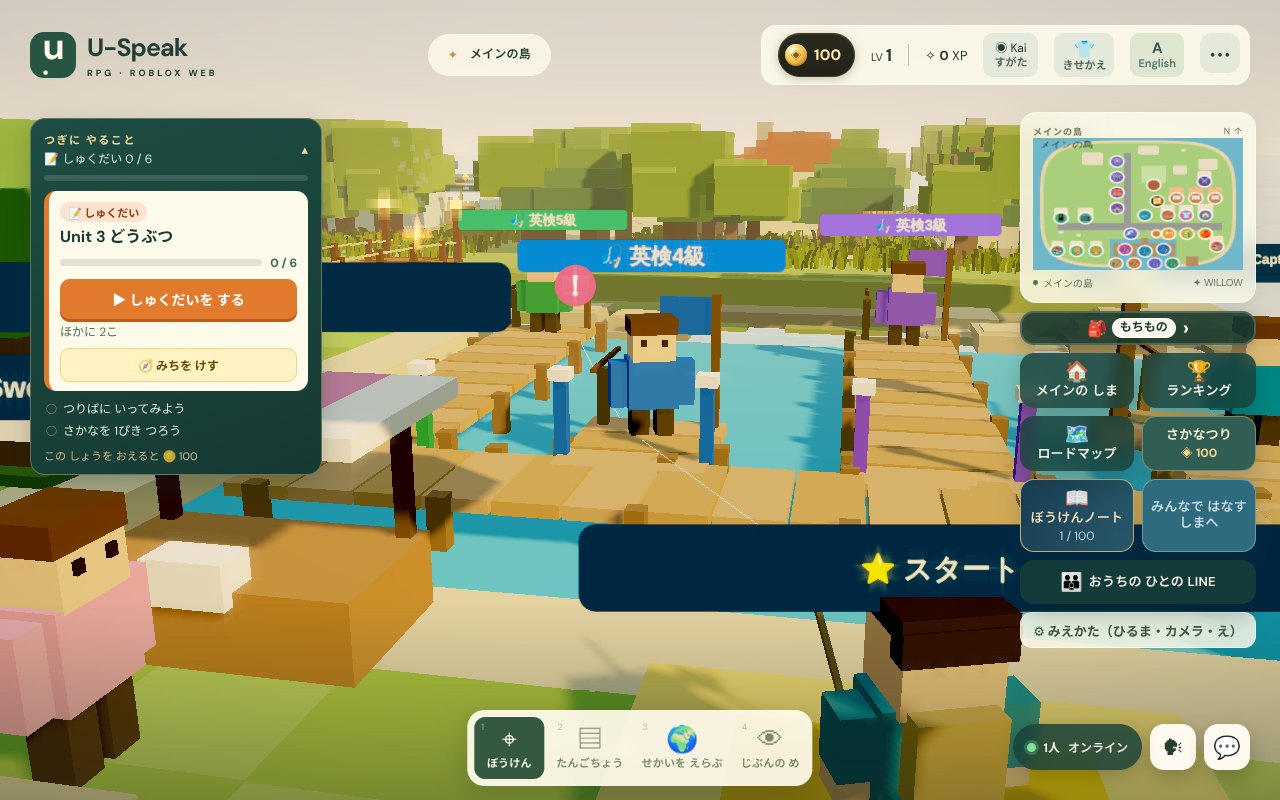 u
U-Speak
RPG · ROBLOX WEB
✦ メインの島
100
LV 1
✧ 0 XP
◉ Kai
すがた
きせかえ
A
English
•••
つぎに やること
しゅくだい 0 / 6
▲
しゅくだい
Unit 3 どうぶつ
0 / 6
▶ しゅくだいを する
ほかに 2こ
みちを けす
つりばに いってみよう
さかなを 1ぴき つろう
この しょうを おえると 100
英検5級
英検4級
英検3級
!
スタート
メインの島
N ↑
メインの島
メインの島
✦ WILLOW
もちもの ›
メインの しま
ランキング
ロードマップ
さかなつり
◈ 100
ぼうけんノート
1 / 100
みんなで はなす
しまへ
おうちの ひとの LINE
⚙ みえかた（ひるま・カメラ・え）
1
ぼうけん
2
たんごちょう
3
せかいを えらぶ
4
じぶんの め
1人 オンライン